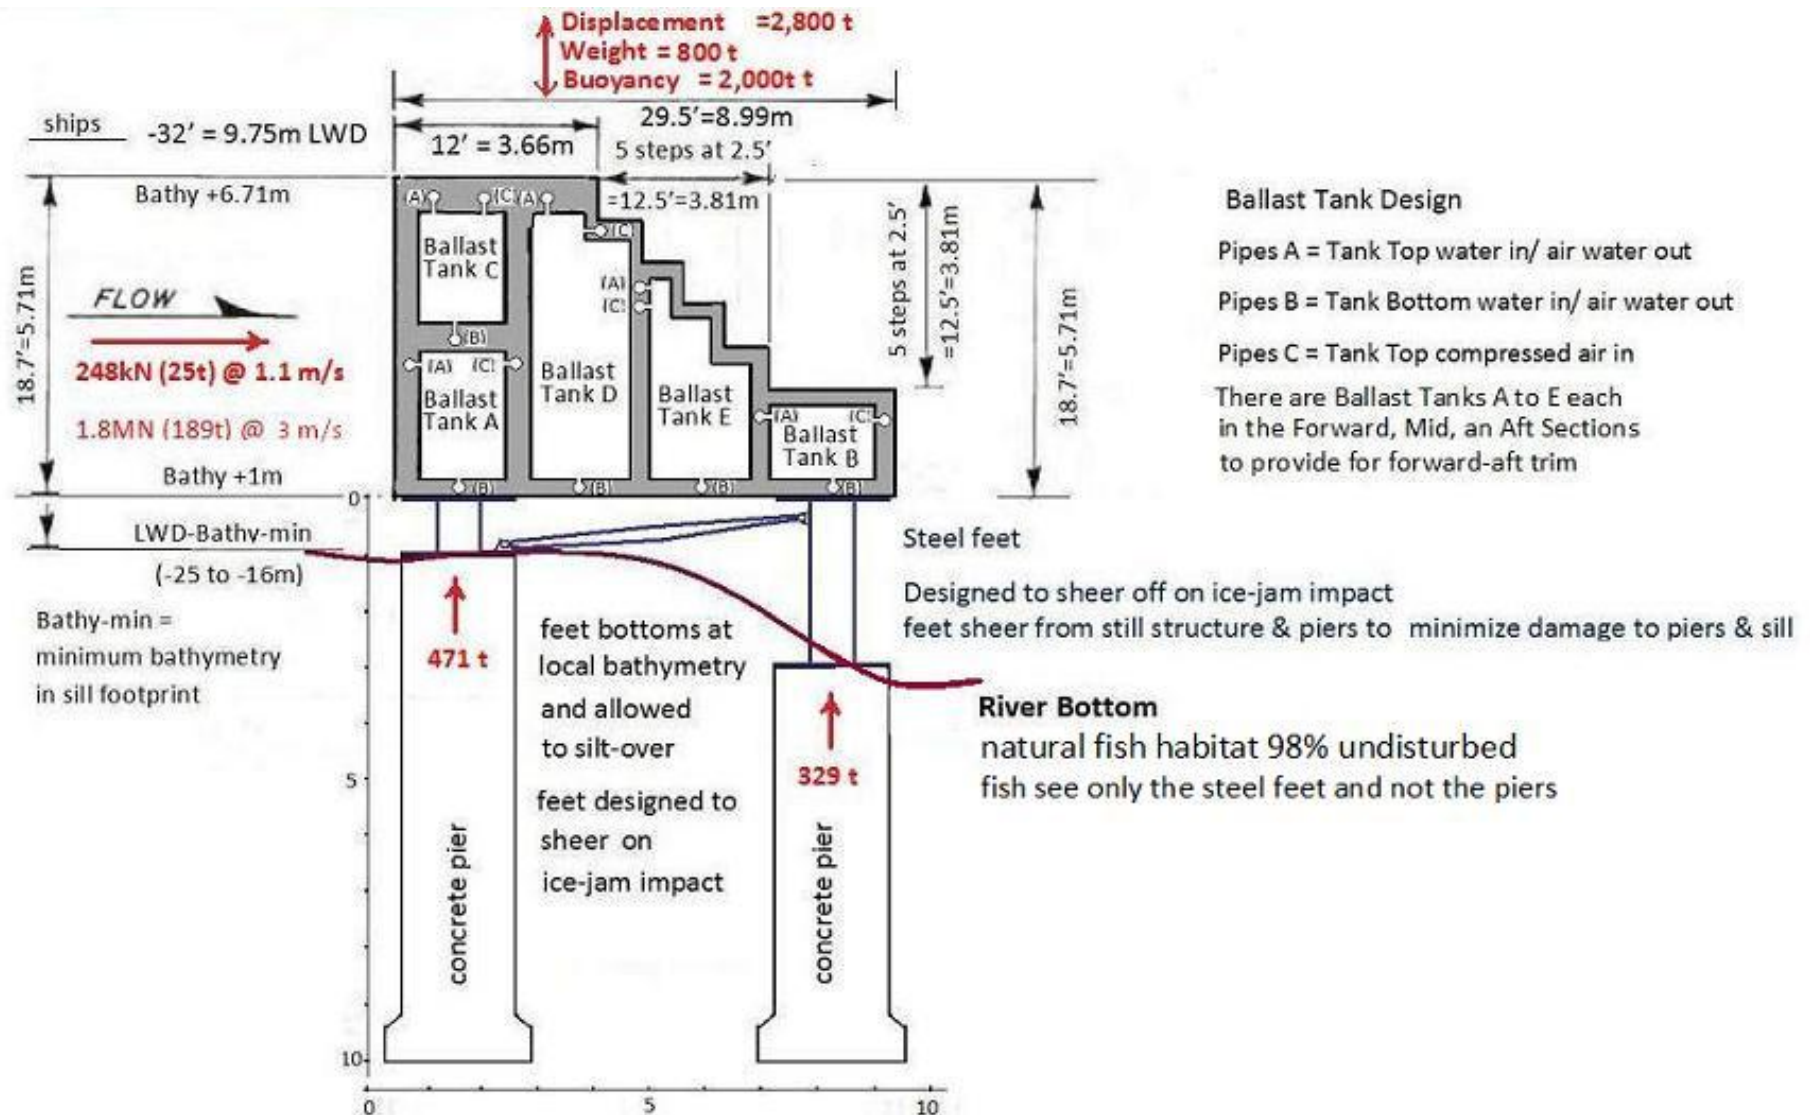 Displacement =2,800 t
Weight = 800 t
Buoyancy = 2,000t t
29.5'=8.99m
ships
-32' = 9.75m LWD
12' = 3.66m
5 steps at 2.5'
=12.5'=3.81m
Bathy +6.71m
18.7'=5.71m
FLOW
248kN (25t) @ 1.1 m/s
1.8MN (189t) @ 3 m/s
Bathy +1m
LWD-Bathy-min
(-25 to -16m)
Bathy-min =
minimum bathymetry
in sill footprint
(A)
(C)
(A)
(C)
Ballast
Tank C
(B)
(A)
(C)
Ballast
Tank A
(B)
Ballast
Tank D
(B)
(A)
(C)
Ballast
Tank E
(B)
(A)
(C)
Ballast
Tank B
(B)
5 steps at 2.5'
=12.5'=3.81m
18.7'=5.71m
Ballast Tank Design
Pipes A = Tank Top water in/ air water out
Pipes B = Tank Bottom water in/ air water out
Pipes C = Tank Top compressed air in
There are Ballast Tanks A to E each
in the Forward, Mid, an Aft Sections
to provide for forward-aft trim
Steel feet
Designed to sheer off on ice-jam impact
feet sheer from still structure & piers to minimize damage to piers & sill
471 t
feet bottoms at
local bathymetry
and allowed
to silt-over
feet designed to
sheer on
ice-jam impact
329 t
River Bottom
natural fish habitat 98% undisturbed
fish see only the steel feet and not the piers
concrete pier
concrete pier
0
5
10
0
5
10